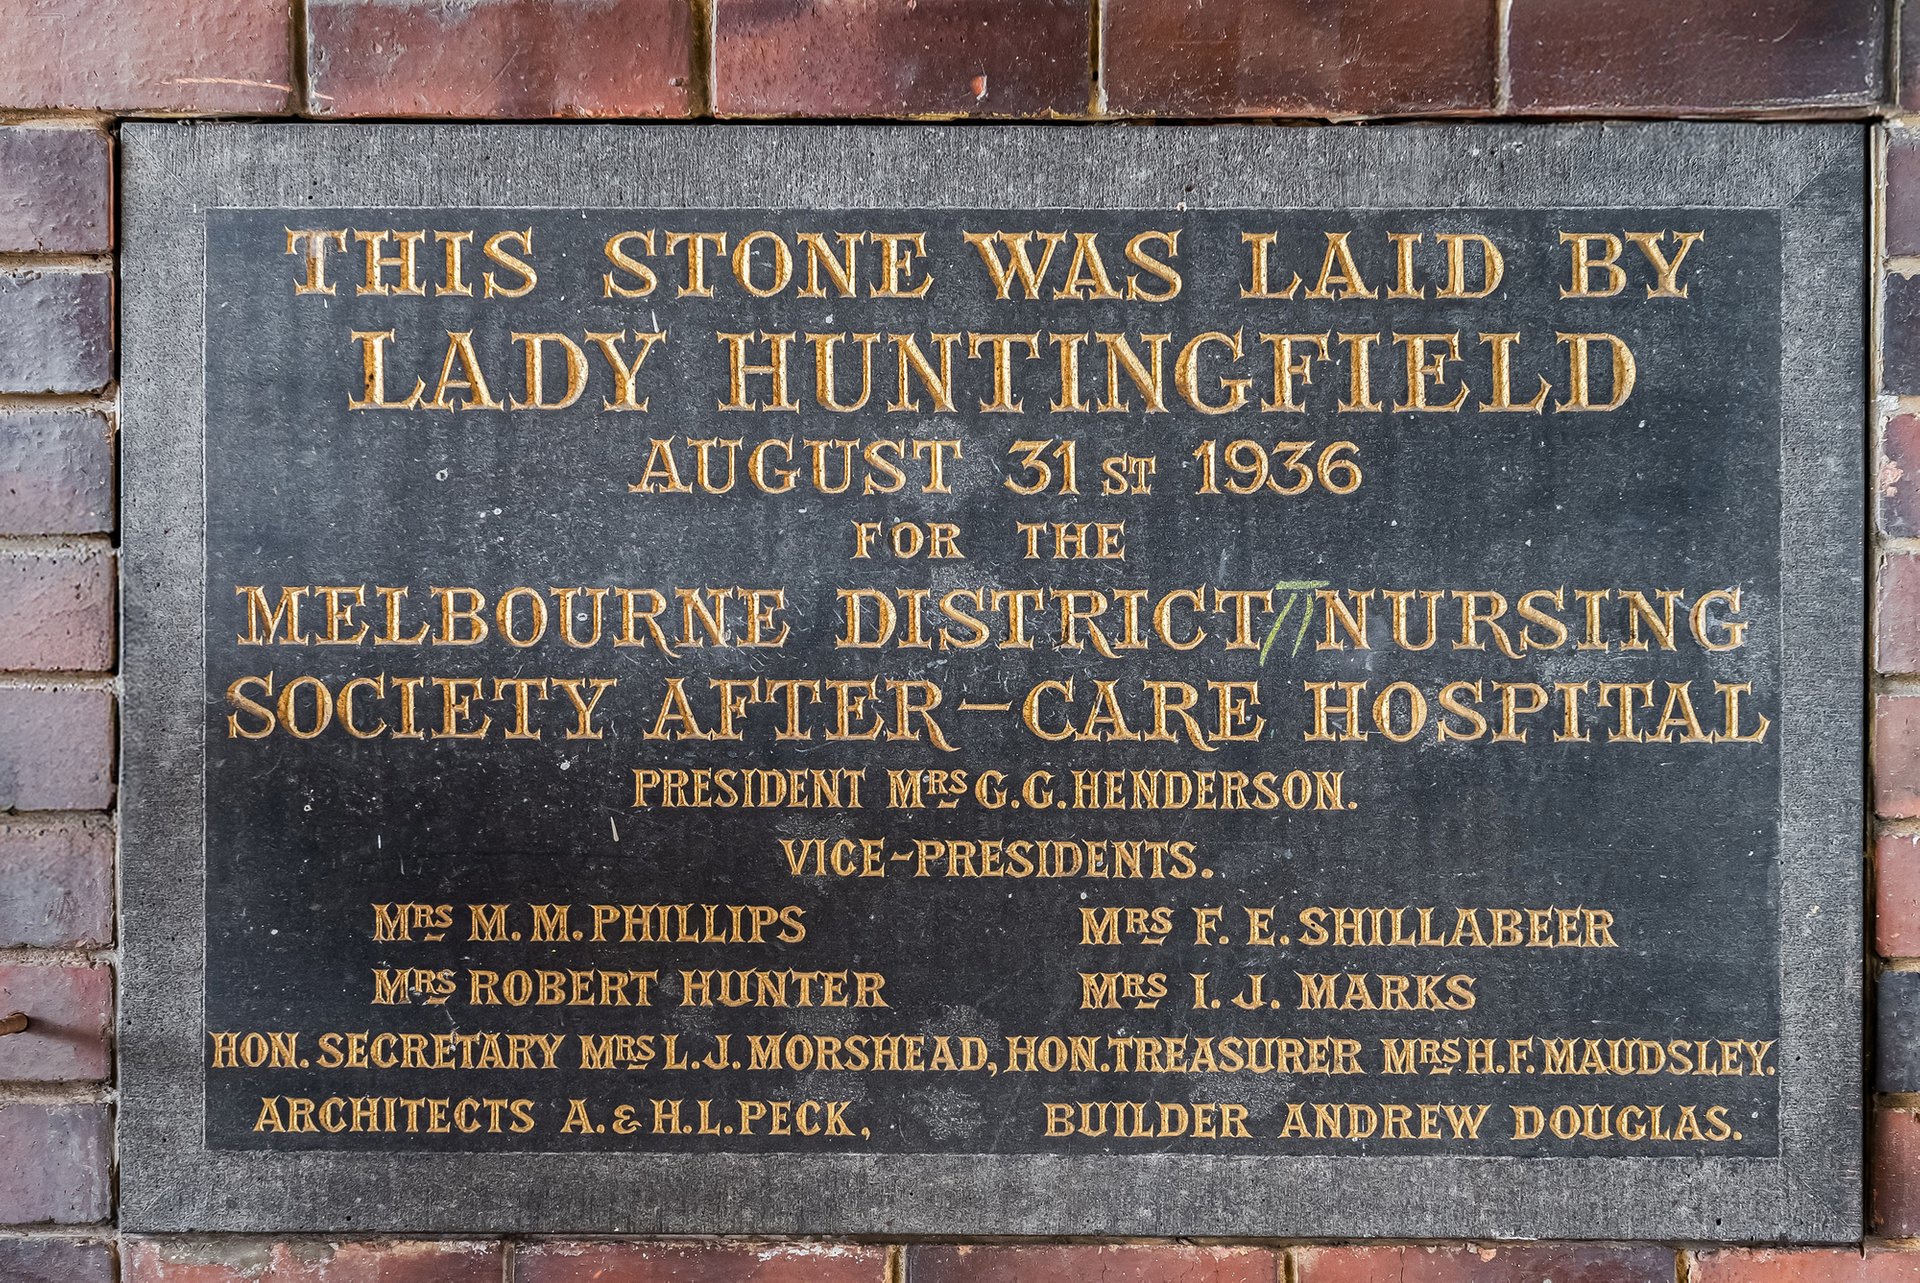 THIS STONE WAS LAID BY
LADY HUNTINGFIELD
AUGUST 31ST 1936
FOR THE
MELBOURNE DISTRICT NURSING
SOCIETY AFTER-CARE HOSPITAL
PRESIDENT MRS G.G. HENDERSON.
VICE-PRESIDENTS.
MRS M. M. PHILLIPS MRS F. E. SHILLABEER
MRS ROBERT HUNTER MRS I. J. MARKS
HON. SECRETARY MRS L. J. MORSHEAD, HON. TREASURER MRS H.F. MAUDSLEY.
ARCHITECTS A. & H.L. PECK, BUILDER ANDREW DOUGLAS.